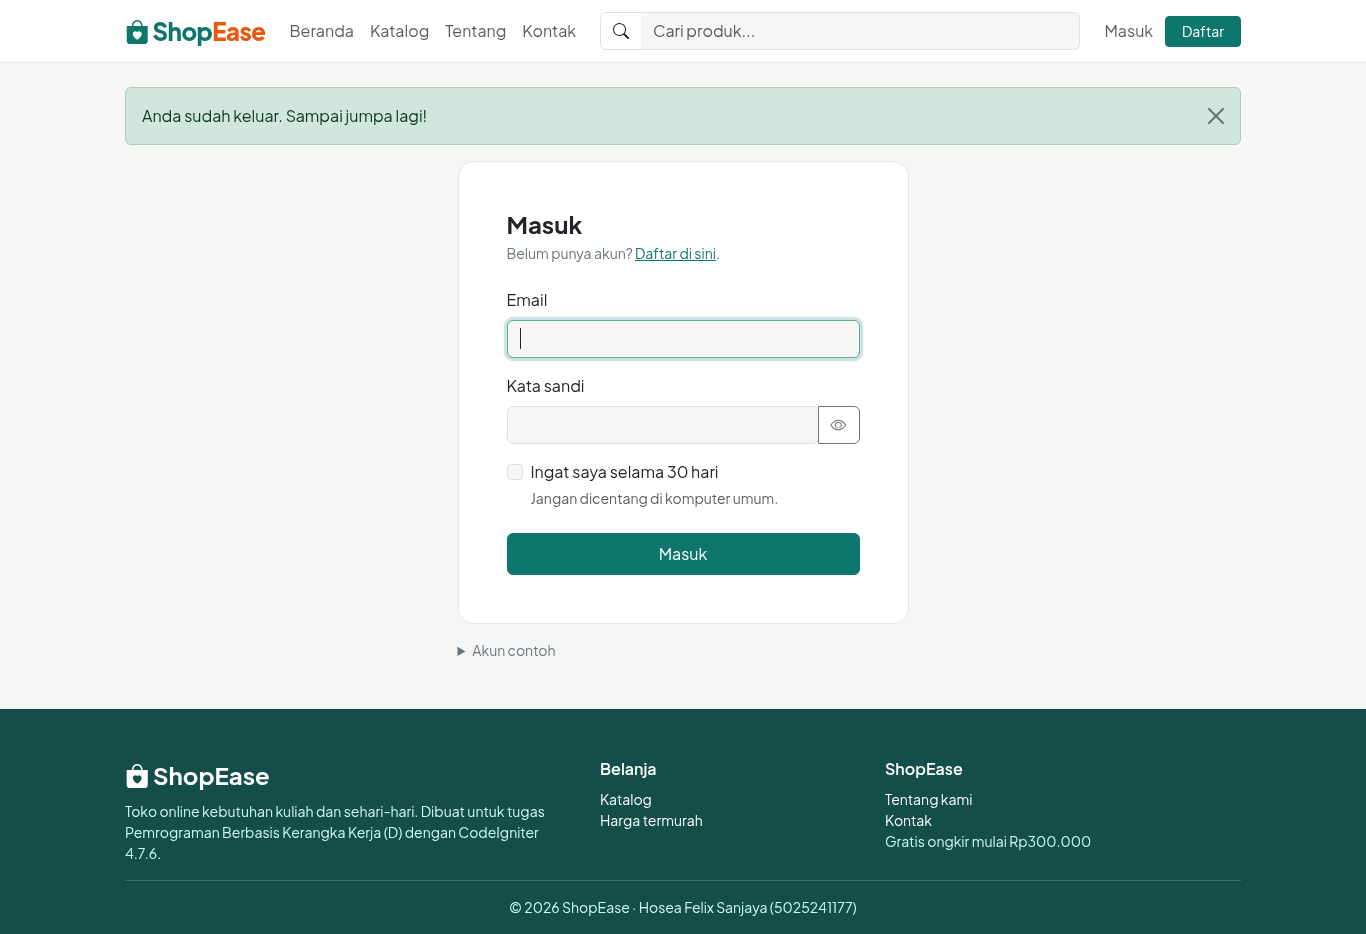 ShopEase
Beranda
Katalog
Tentang
Kontak
Cari produk...
Masuk
Daftar
Anda sudah keluar. Sampai jumpa lagi!
Masuk
Belum punya akun? Daftar di sini.
Email
Kata sandi
Ingat saya selama 30 hari
Jangan dicentang di komputer umum.
Masuk
Akun contoh
ShopEase
Toko online kebutuhan kuliah dan sehari-hari. Dibuat untuk tugas
Pemrograman Berbasis Kerangka Kerja (D) dengan CodeIgniter
4.7.6.
Belanja
Katalog
Harga termurah
ShopEase
Tentang kami
Kontak
Gratis ongkir mulai Rp300.000
© 2026 ShopEase · Hosea Felix Sanjaya (5025241177)